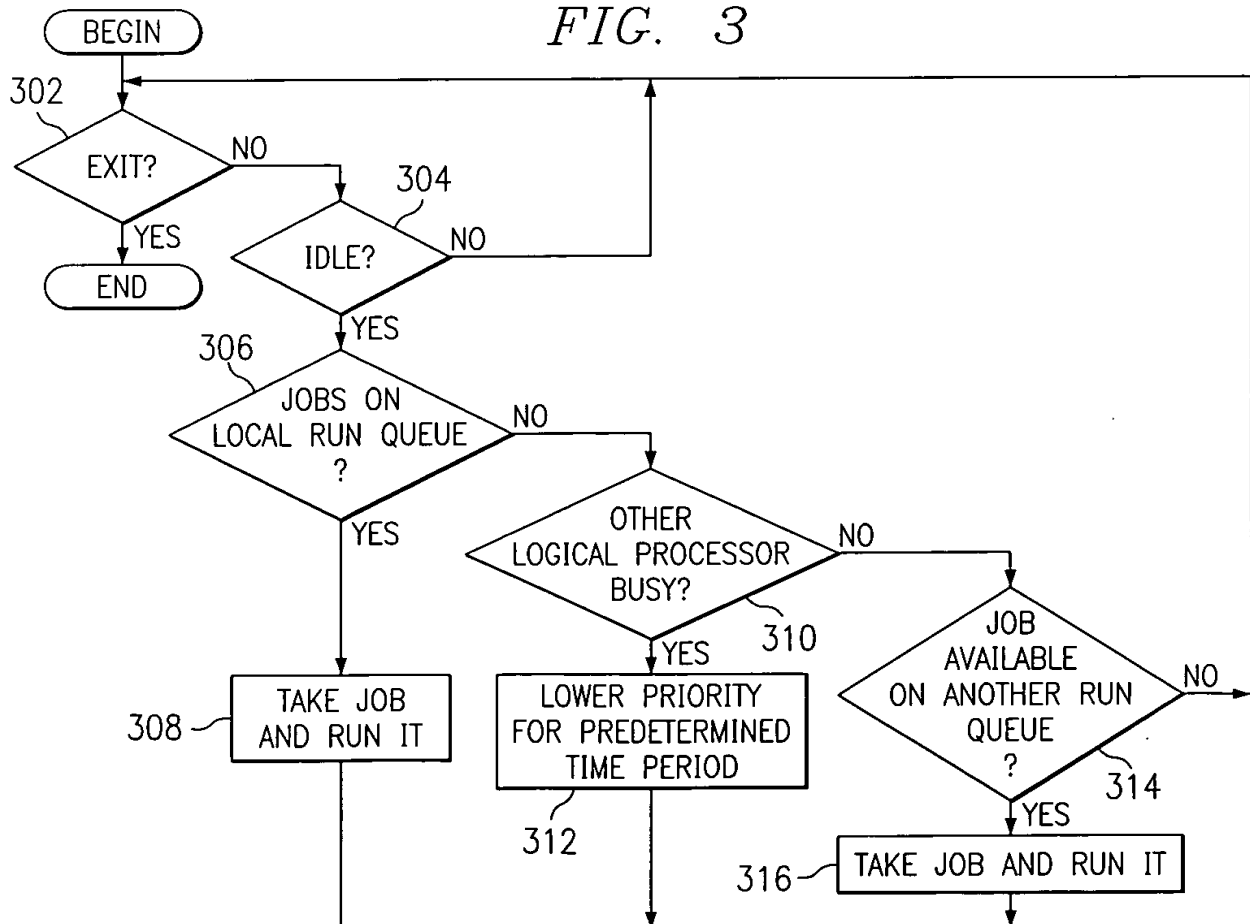 BEGIN
FIG. 3
302
EXIT?
NO
304
YES
IDLE?
NO
END
YES
306
JOBS ON
LOCAL RUN QUEUE
?
NO
YES
OTHER
LOGICAL PROCESSOR
BUSY?
NO
310
YES
JOB
AVAILABLE
ON ANOTHER RUN
QUEUE
?
NO
314
YES
308
TAKE JOB
AND RUN IT
LOWER PRIORITY
FOR PREDETERMINED
TIME PERIOD
312
316
TAKE JOB AND RUN IT